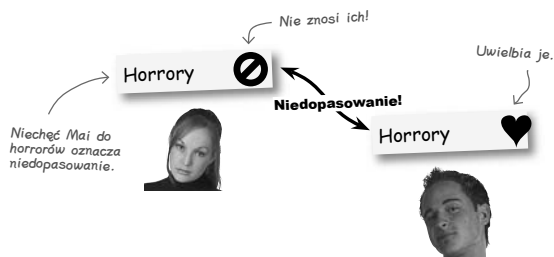 Nie znosi ich!
Horrory
Uwielbia je.
Niedopasowanie!
Horrory
Niechęć Mai do
horrorów oznacza
niedopasowanie.